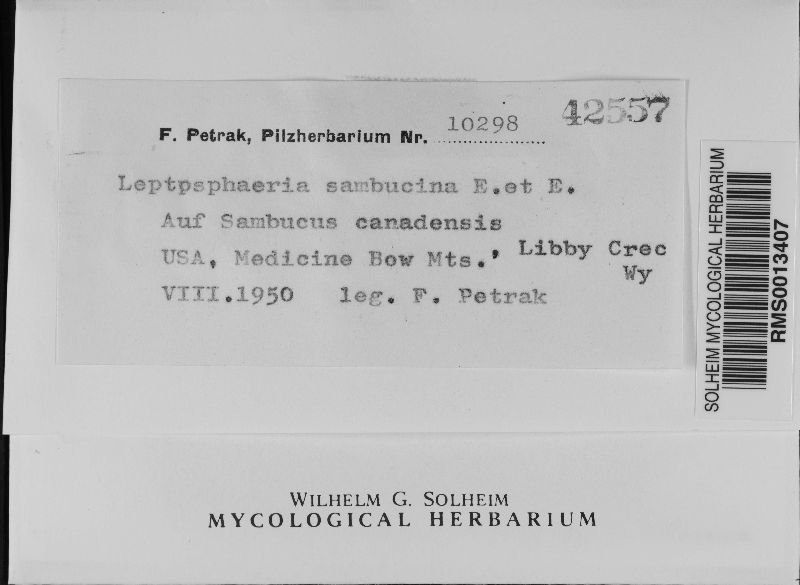 42557
F. Petrak, Pilzherbarium Nr. 10298
Leptpsphaeria sambucina E.et E.
Auf Sambucus canadensis
USA, Medicine Bow Mts.,' Libby Crec
Wy
VIII.1950 leg. F. Petrak
SOLHEIM MYCOLOGICAL HERBARIUM
RMS0013407
WILHELM G. SOLHEIM
MYCOLOGICAL HERBARIUM